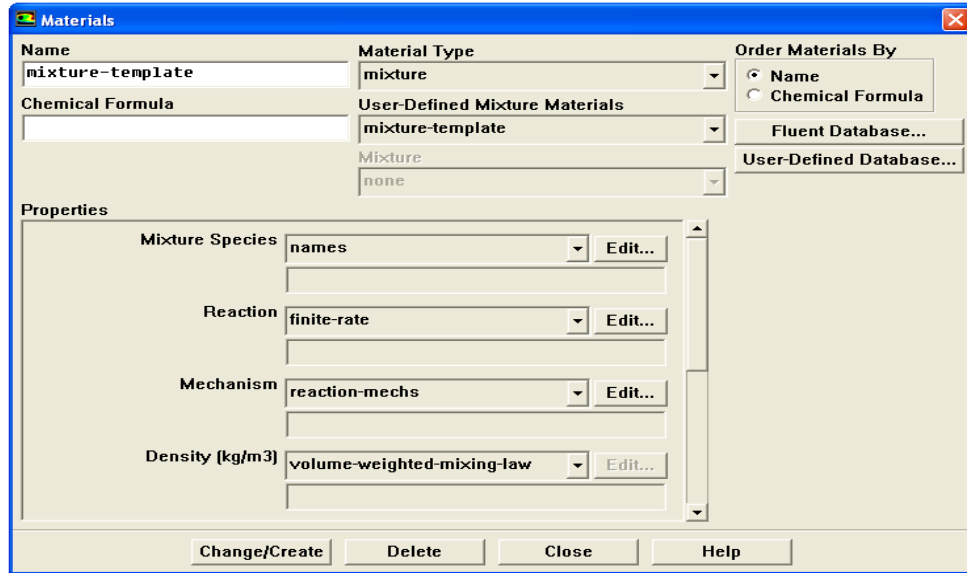 Materials
Name
mixture-template
Chemical Formula
Material Type
mixture
User-Defined Mixture Materials
mixture-template
Mixture
none
Order Materials By
Name
Chemical Formula
Fluent Database...
User-Defined Database...
Properties
Mixture Species names Edit...
Reaction finite-rate Edit...
Mechanism reaction-mechs Edit...
Density (kg/m3) volume-weighted-mixing-law Edit...
Change/Create Delete Close Help